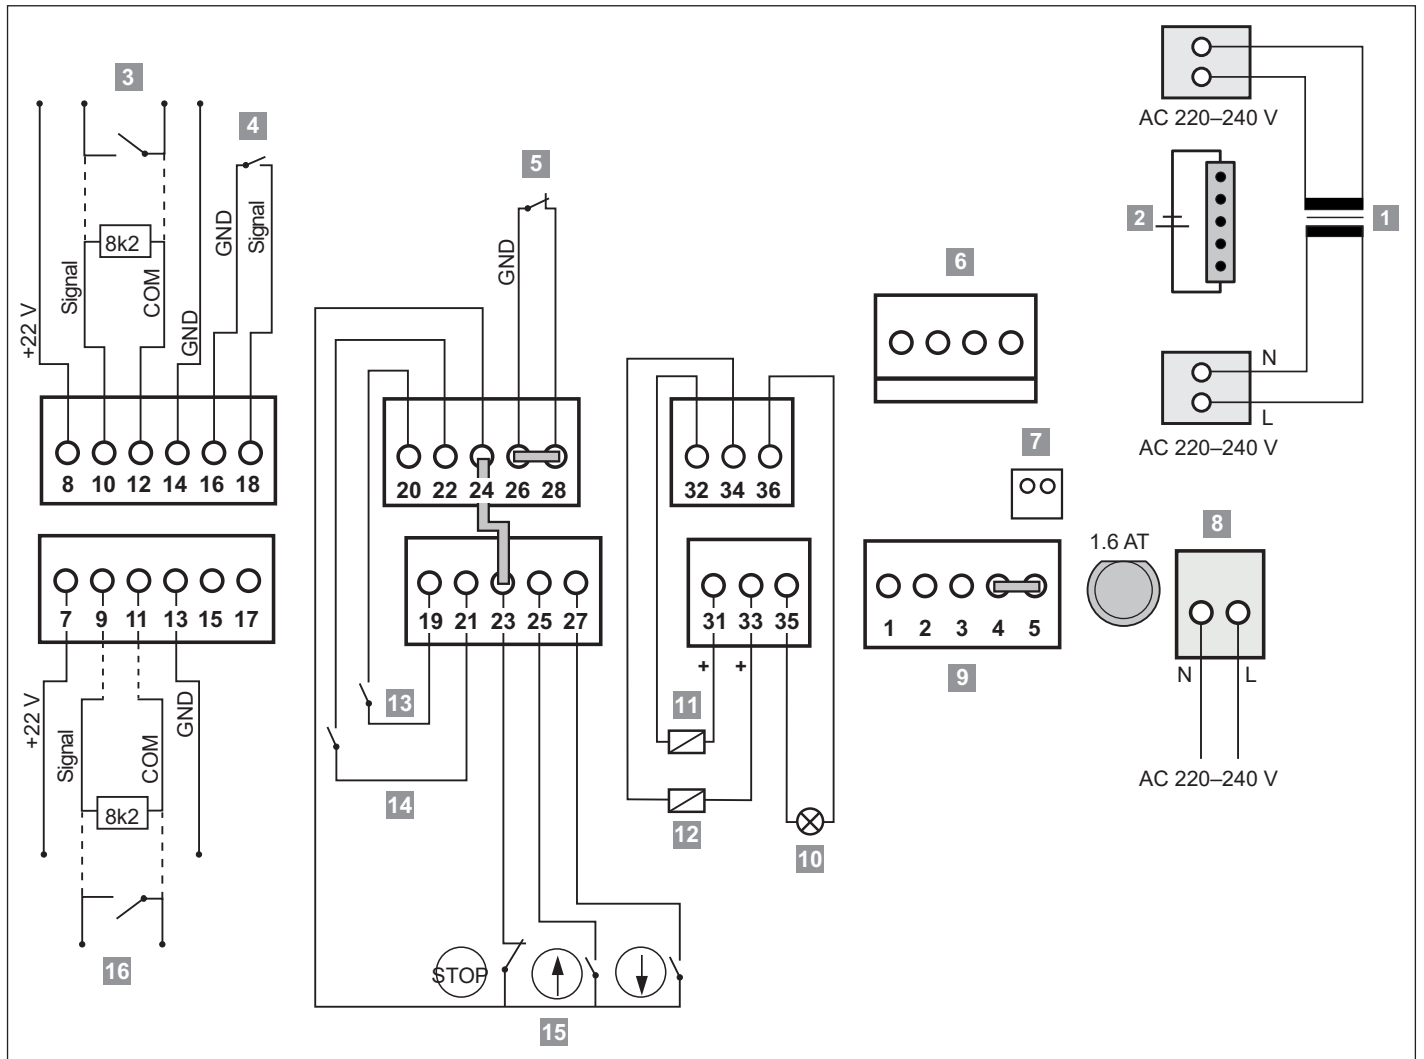 3
4
5
6
AC 220–240 V
2
1
8k2
+22 V
Signal
COM
GND
GND
Signal
GND
N
L
AC 220–240 V
7
8 10 12 14 16 18
20 22 24 26 28
32 34 36
1.6 AT
8
7 9 11 13 15 17
19 21 23 25 27
31 33 35
1 2 3 4 5
9
+ +
N L
AC 220–240 V
+22 V
Signal
COM
GND
8k2
13
14
11
12
10
16
STOP
15